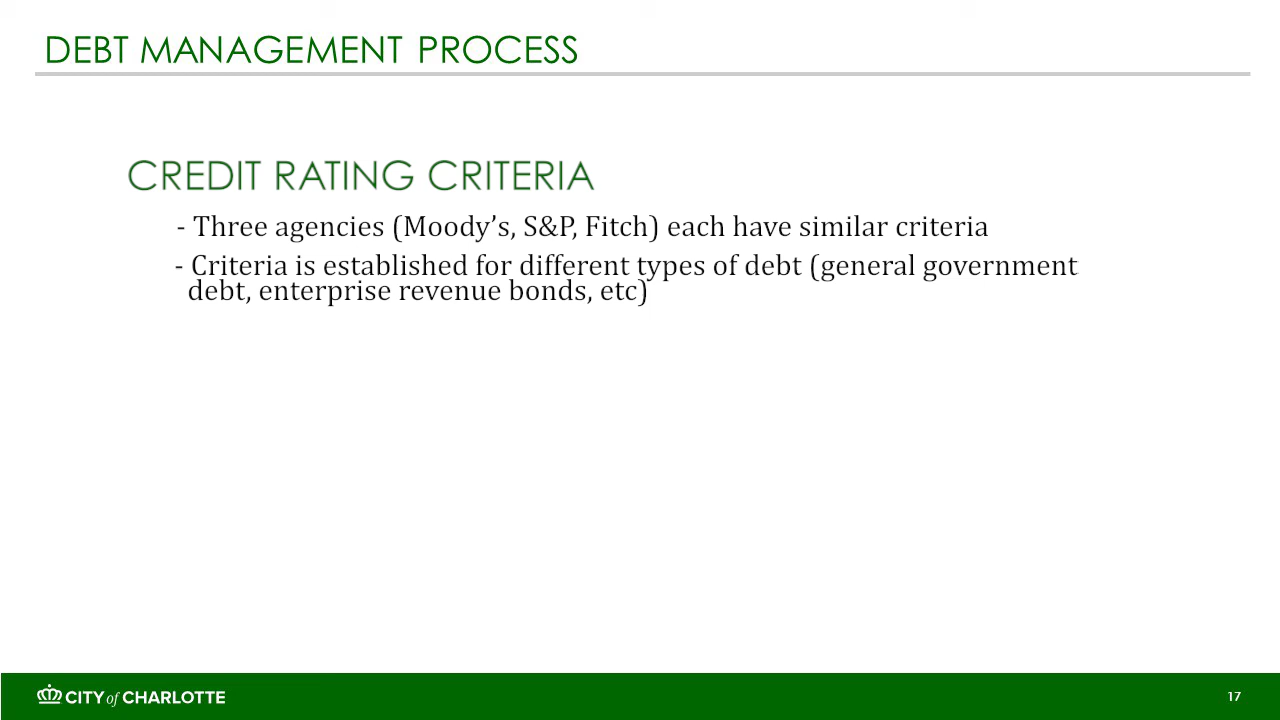 DEBT MANAGEMENT PROCESS
CREDIT RATING CRITERIA
- Three agencies (Moody’s, S&P, Fitch) each have similar criteria
- Criteria is established for different types of debt (general government
debt, enterprise revenue bonds, etc)
CITY of CHARLOTTE
17